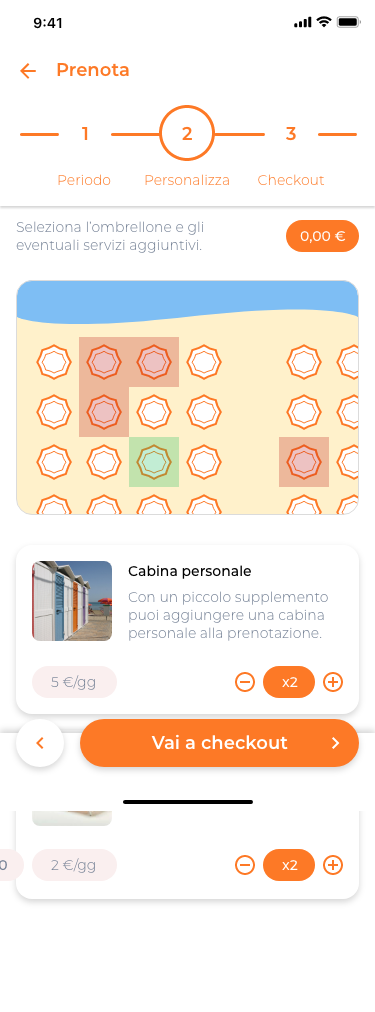 9:41
Prenota
1
2
3
Periodo
Personalizza
Checkout
Seleziona l'ombrellone e gli
eventuali servizi aggiuntivi.
0,00 €
Cabina personale
Con un piccolo supplemento
puoi aggiungere una cabina
personale alla prenotazione.
5 €/gg
x2
Vai a checkout
0
2 €/gg
x2